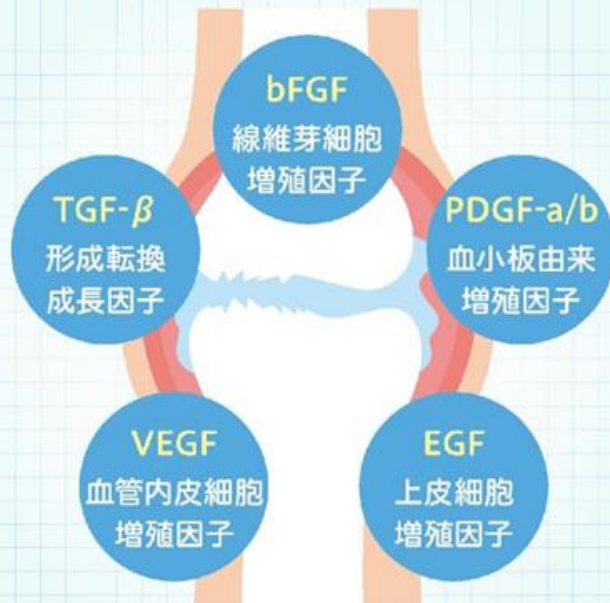 bFGF
線維芽細胞
増殖因子
TGF-β
形成転換
成長因子
PDGF-a/b
血小板由来
増殖因子
VEGF
血管内皮細胞
増殖因子
EGF
上皮細胞
増殖因子